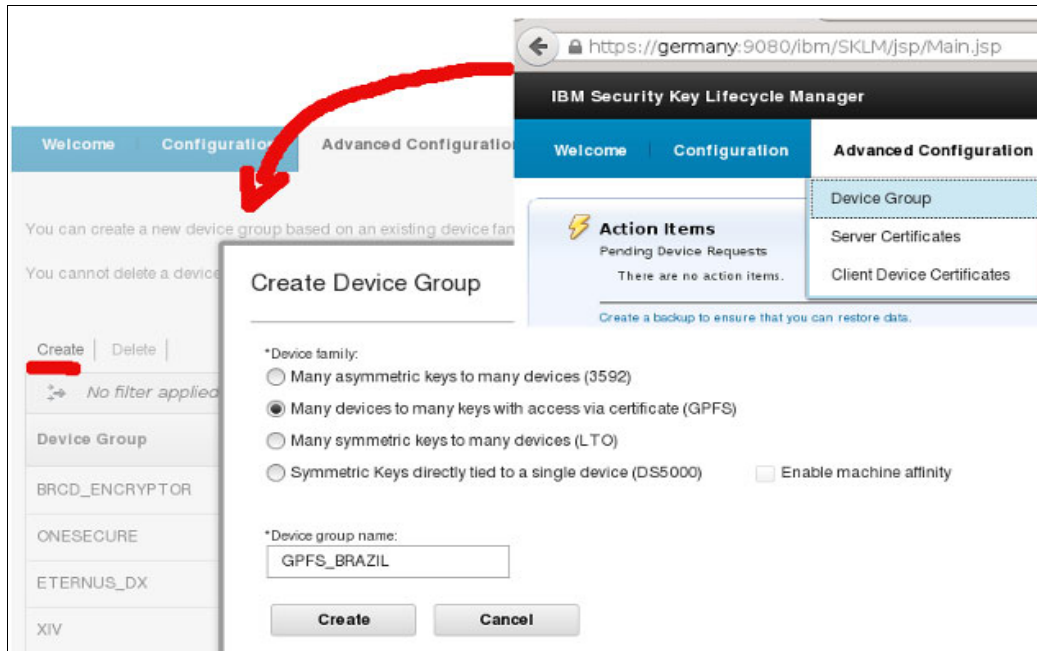 https://germany:9080/ibm/SKLM/jsp/Main.jsp
IBM Security Key Lifecycle Manager
Welcome Configuration Advanced Configuration
Device Group
Server Certificates
Client Device Certificates
Action Items
Pending Device Requests
There are no action items.
Create a backup to ensure that you can restore data.
Welcome Configuration Advanced Configuration
You can create a new device group based on an existing device
You cannot delete a device
Create Delete
No filter applied
Device Group
BRCD_ENCRYPTOR
ONESECURE
ETERNUS_DX
XIV
Create Device Group
*Device family:
Many asymmetric keys to many devices (3592)
Many devices to many keys with access via certificate (GPFS)
Many symmetric keys to many devices (LTO)
Symmetric Keys directly tied to a single device (DS5000) Enable machine affinity
*Device group name:
GPFS_BRAZIL
Create Cancel